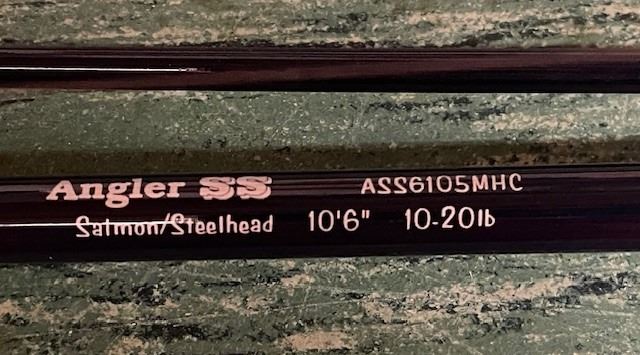 Angler SS ASS6105MHC
Salmon/Steelhead 10'6" 10-20lb